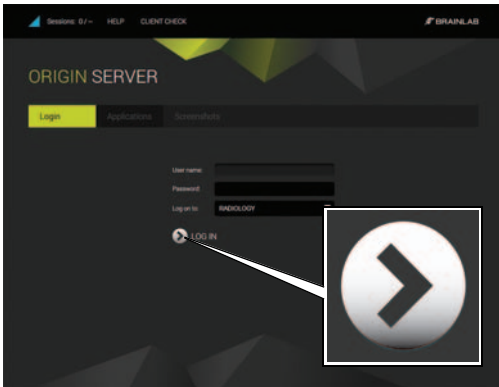 Sessions: 0 / ∞ HELP CLIENT CHECK BRAINLAB
ORIGIN SERVER
Login Applications Screenshots
User name:
Password:
Log on to: RADIOLOGY
LOG IN